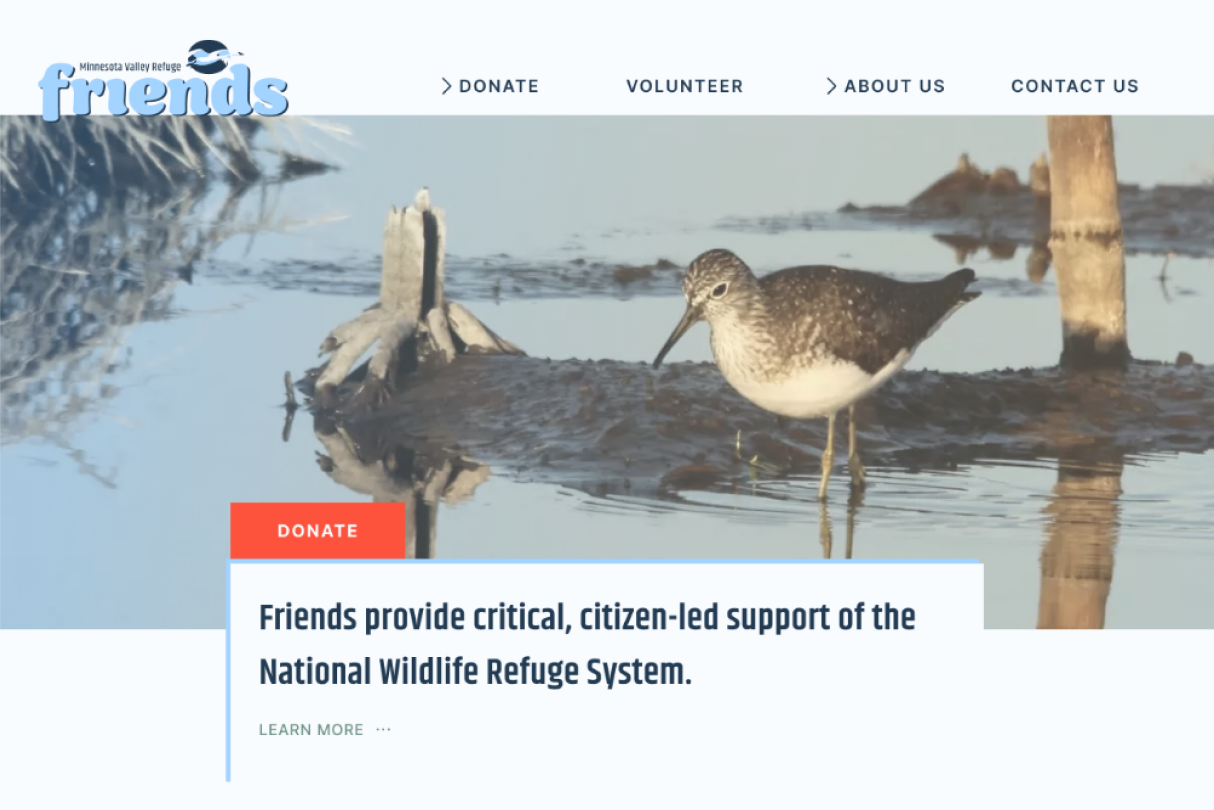 Minnesota Valley Refuge
friends
DONATE
VOLUNTEER
ABOUT US
CONTACT US
DONATE
Friends provide critical, citizen-led support of the
National Wildlife Refuge System.
LEARN MORE ...